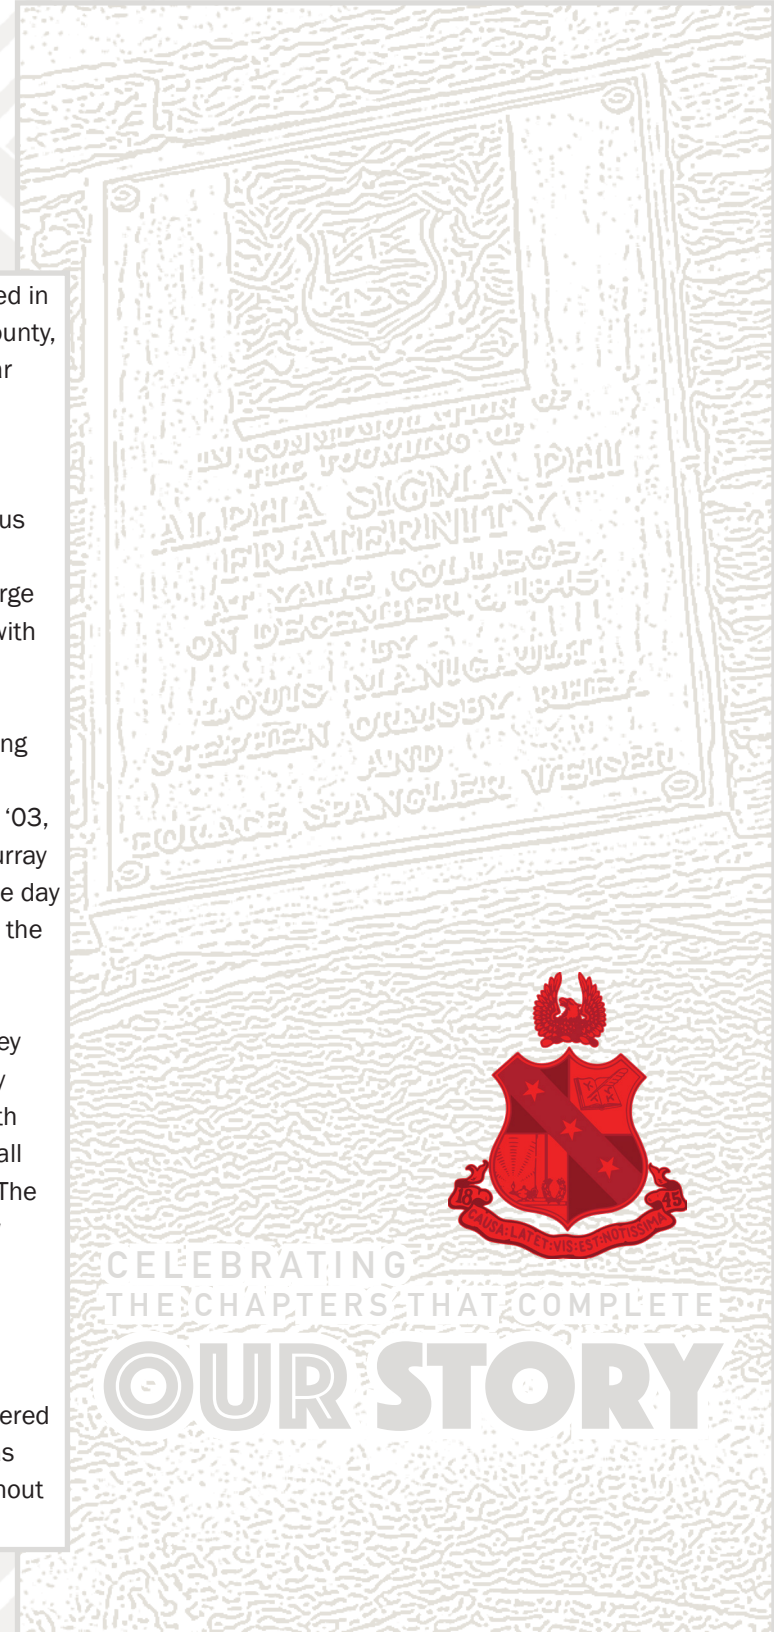 ed in
ounty,
ar
us
rge
with
ng
‘03,
urray
e day
the
ey
y
th
all
The
ered
s
hout
IN COMMEMORATION OF
THE FOUNDING OF
ALPHA SIGMA PHI
FRATERNITY
AT YALE COLLEGE
ON DECEMBER 6, 1845
BY
LOUIS MANIGAULT
STEPHEN ORMSBY RHEA
AND
HORACE SPANGLER WEISER
18 45
CAUSA:LATET:VIS:EST:NOTISSIMA
CELEBRATING
THE CHAPTERS THAT COMPLETE
OUR STORY